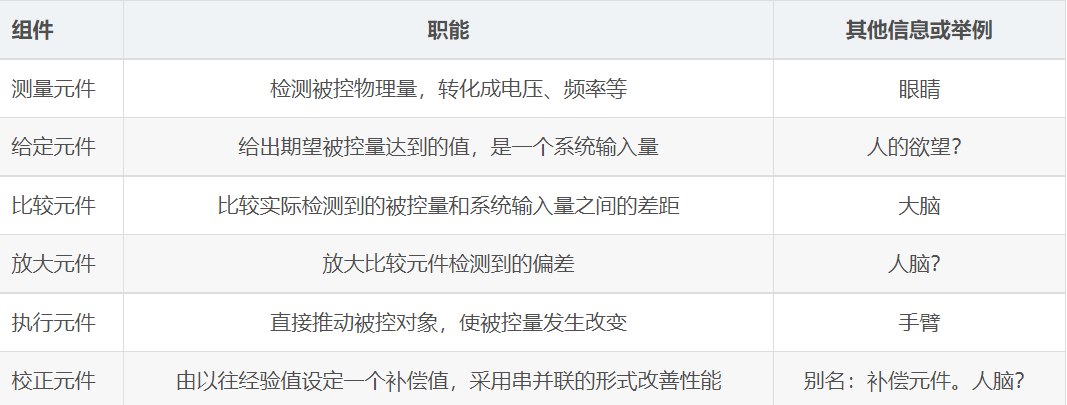 组件 职能 其他信息或举例
测量元件 检测被控物理量，转化成电压、频率等 眼睛
给定元件 给出期望被控量达到的值，是一个系统输入量 人的欲望？
比较元件 比较实际检测到的被控量和系统输入量之间的差距 大脑
放大元件 放大比较元件检测到的偏差 人脑？
执行元件 直接推动被控对象，使被控量发生改变 手臂
校正元件 由以往经验值设定一个补偿值，采用串并联的形式改善性能 别名：补偿元件。人脑？